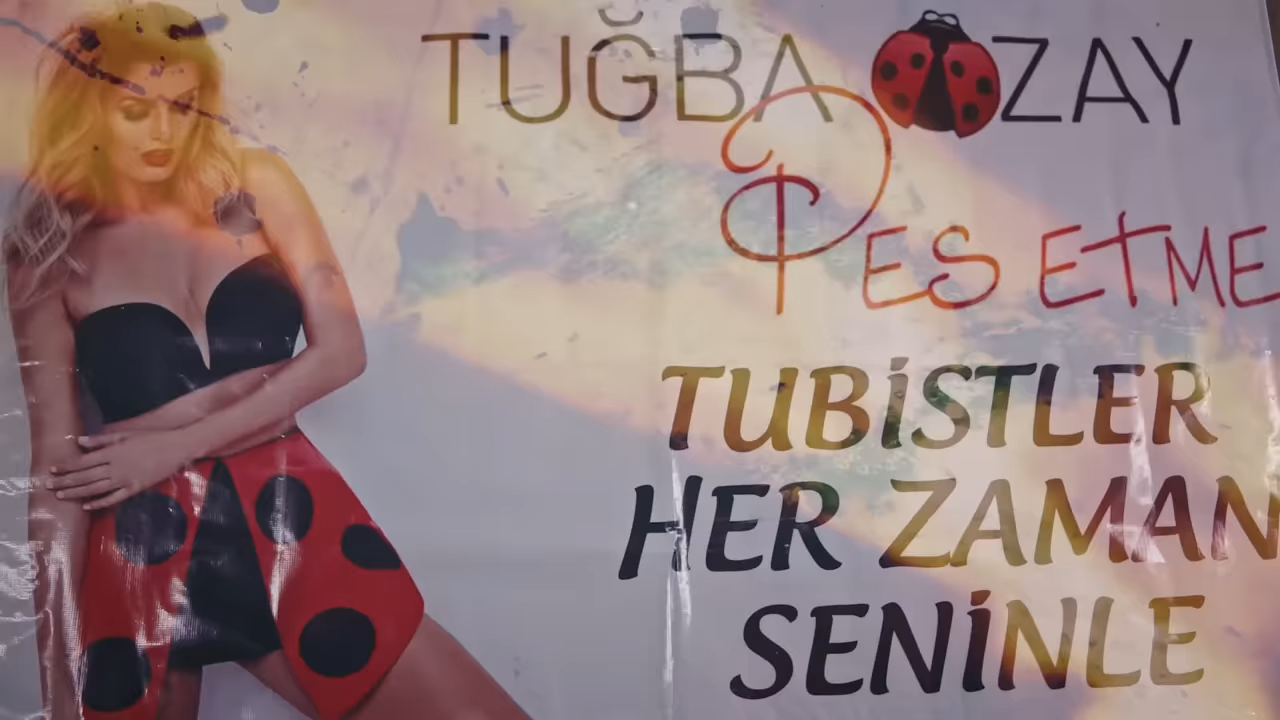 TUĞBA ÖZAY
PES ETME
TUBİSTLER
HER ZAMAN
SENİNLE